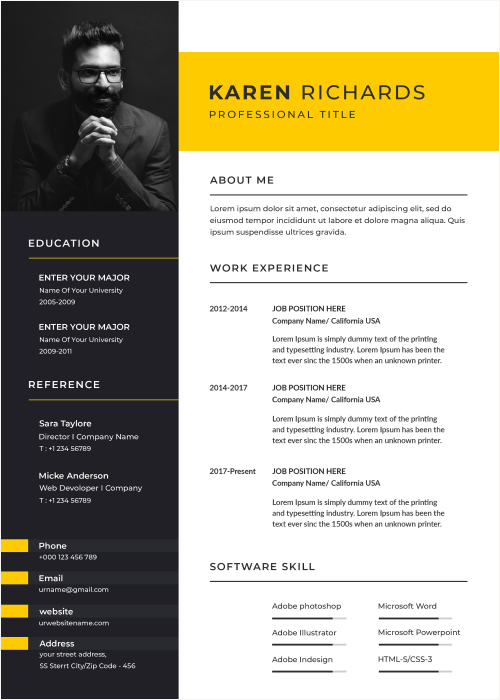 KAREN RICHARDS
PROFESSIONAL TITLE
EDUCATION
ENTER YOUR MAJOR
Name Of Your University
2005-2009
ENTER YOUR MAJOR
Name Of Your University
2009-2011
REFERENCE
Sara Taylore
Director I Company Name
T : +1 234 56789
Micke Anderson
Web Devoloper I Company
T : +1 234 56789
Phone
+000 123 456 789
Email
urname@gmail.com
website
urwebsitename.com
Address
your street address,
SS Sterrt City/Zip Code - 456
ABOUT ME
Lorem ipsum dolor sit amet, consectetur adipiscing elit, sed do
eiusmod tempor incididunt ut labore et dolore magna aliqua. Quis
ipsum suspendisse ultrices gravida.
WORK EXPERIENCE
2012-2014 JOB POSITION HERE
Company Name/ California USA
Lorem Ipsum is simply dummy text of the printing
and typesetting industry. Lorem Ipsum has been the
text ever sinc the 1500s when an unknown printer.
2014-2017 JOB POSITION HERE
Company Name/ California USA
Lorem Ipsum is simply dummy text of the printing
and typesetting industry. Lorem Ipsum has been the
text ever sinc the 1500s when an unknown printer.
2017-Present JOB POSITION HERE
Company Name/ California USA
Lorem Ipsum is simply dummy text of the printing
and typesetting industry. Lorem Ipsum has been the
text ever sinc the 1500s when an unknown printer.
SOFTWARE SKILL
Adobe photoshop Microsoft Word
Adobe Illustrator Microsoft Powerpoint
Adobe Indesign HTML-5/CSS-3